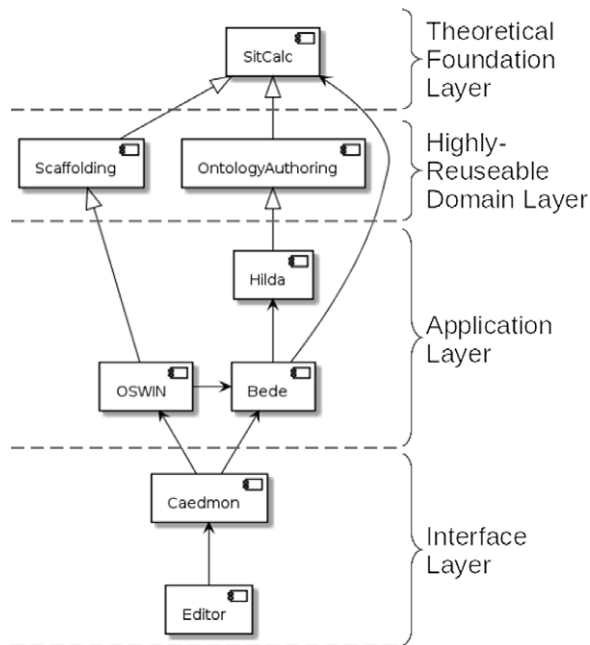 SitCalc
Theoretical
Foundation
Layer
Scaffolding
OntologyAuthoring
Highly-
Reuseable
Domain Layer
Hilda
Application
Layer
OSWIN
Bede
Caedmon
Interface
Layer
Editor